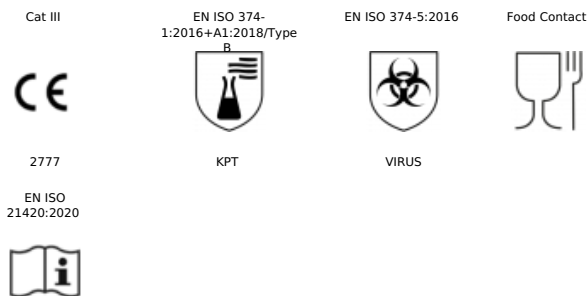 Cat III
EN ISO 374-
1:2016+A1:2018/Type
B
EN ISO 374-5:2016
Food Contact
CE
2777
KPT
VIRUS
EN ISO
21420:2020
i